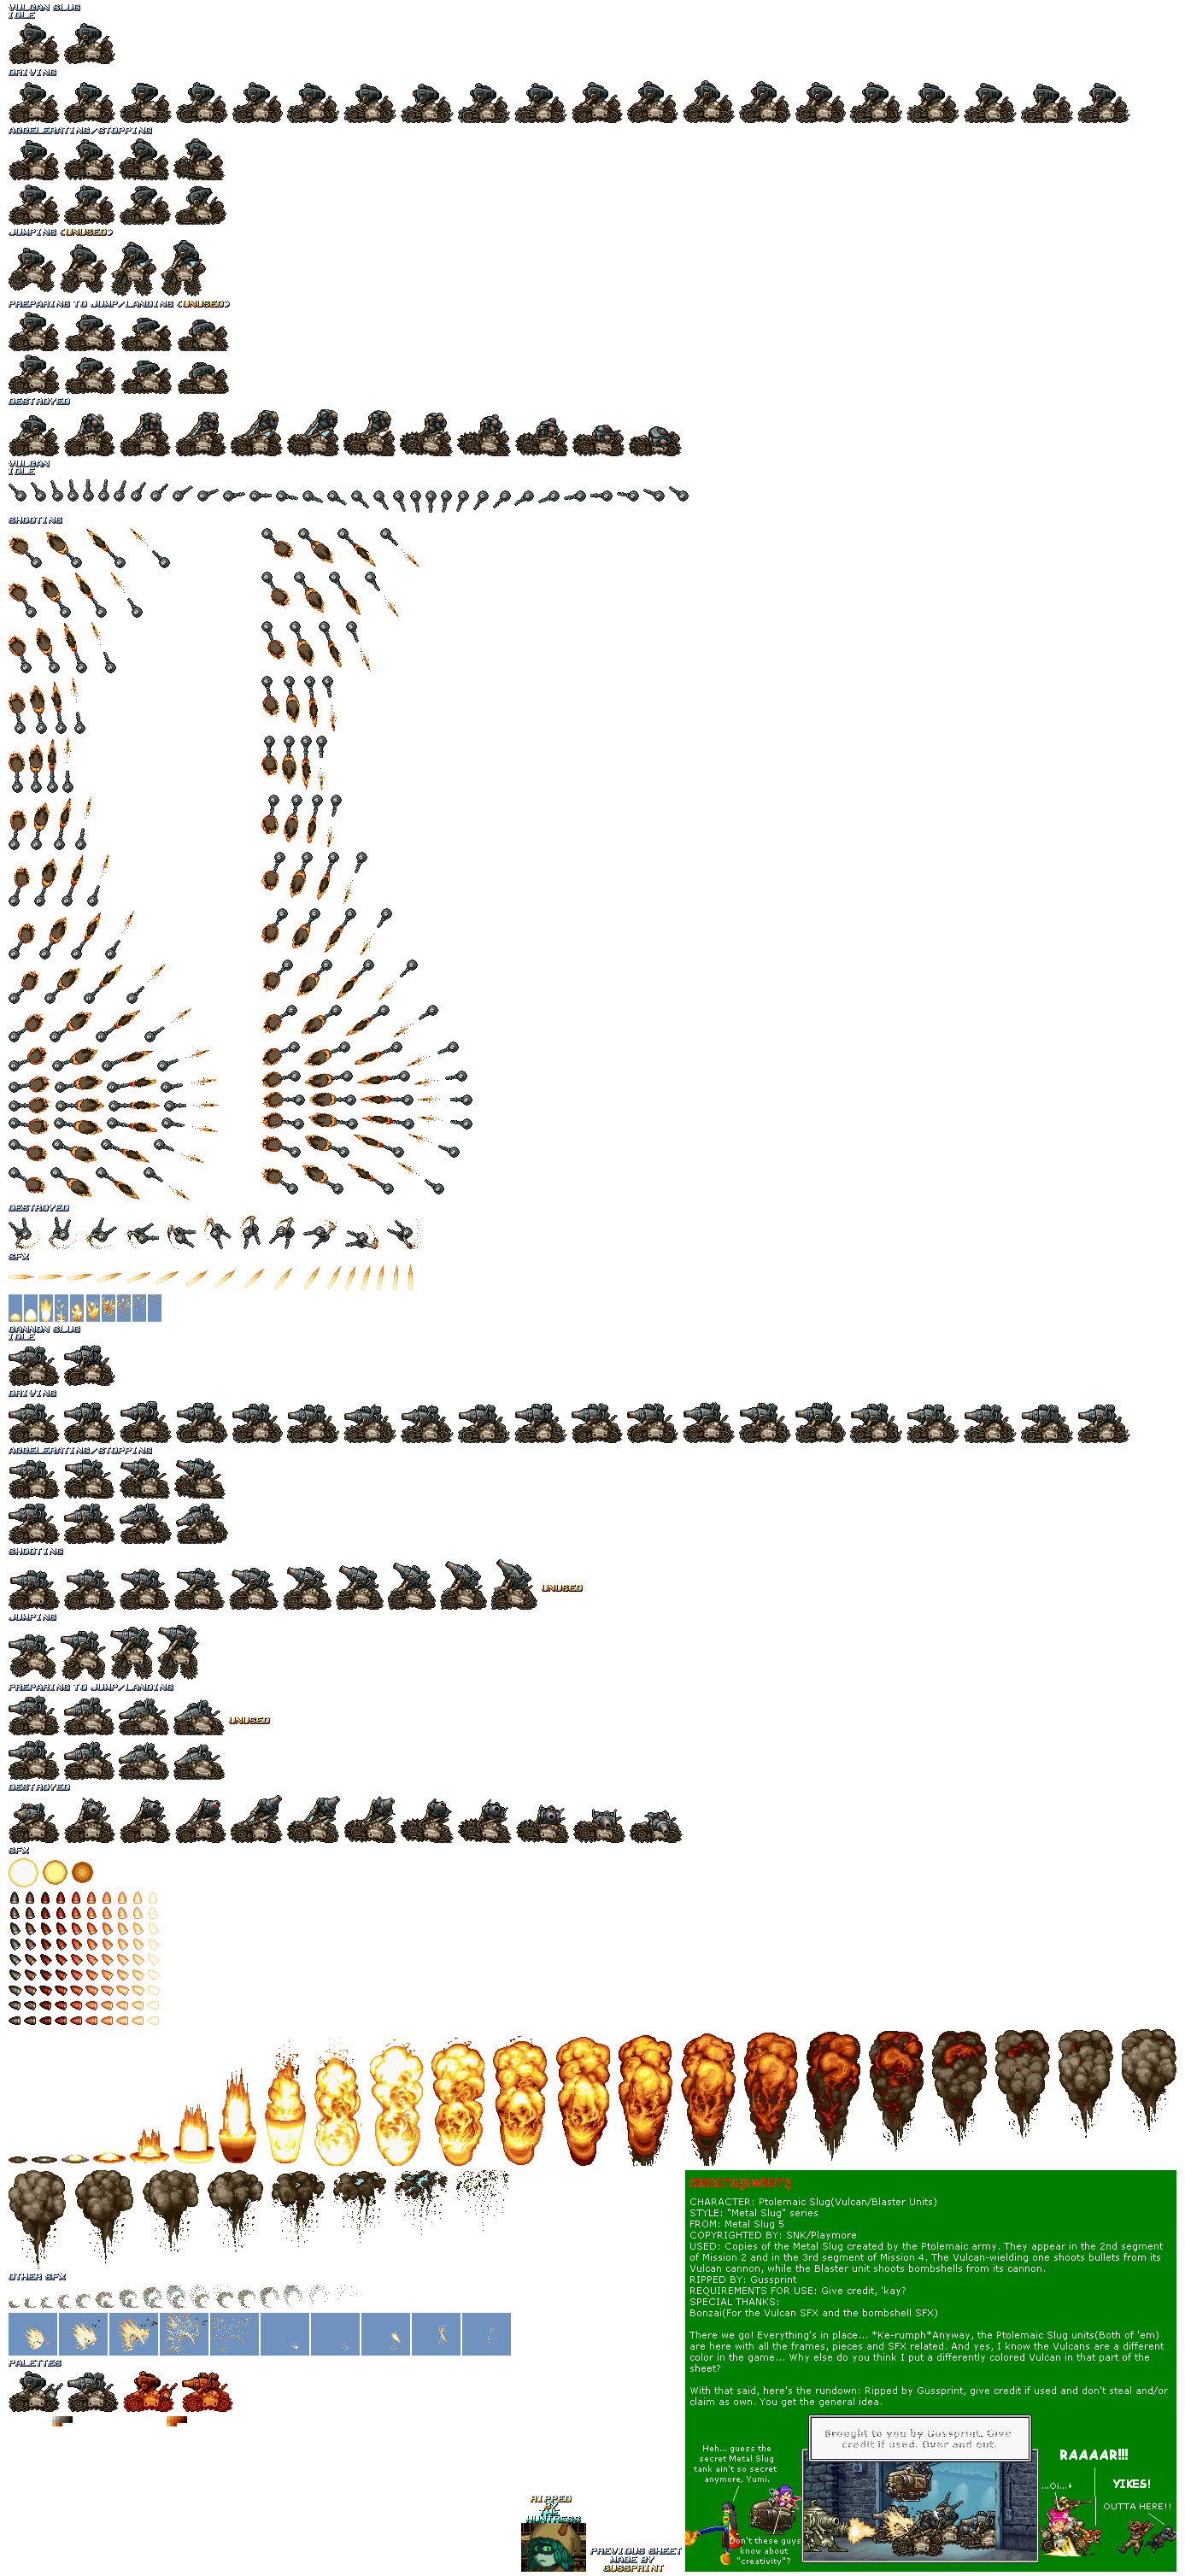 VULCAN SLUG
IDLE
DRIVING
ACCELERATING/STOPPING
JUMPING (UNUSED)
PREPARING TO JUMP/LANDING (UNUSED)
DESTROYED
VULCAN
IDLE
SHOOTING
DESTROYED
SFX
CANNON SLUG
IDLE
DRIVING
ACCELERATING/STOPPING
SHOOTING
UNUSED
JUMPING
PREPARING TO JUMP/LANDING
UNUSED
DESTROYED
SFX
OTHER SFX
PALETTES
CREDITS(SWEET!)
CHARACTER: Ptolemaic Slug(Vulcan/Blaster Units)
STYLE: "Metal Slug" series
FROM: Metal Slug 5
COPYRIGHTED BY: SNK/Playmore
USED: Copies of the Metal Slug created by the Ptolemaic army. They appear in the 2nd segment
of Mission 2 and in the 3rd segment of Mission 4. The Vulcan-wielding one shoots bullets from its
Vulcan cannon, while the Blaster unit shoots bombshells from its cannon.
RIPPED BY: Gussprint
REQUIREMENTS FOR USE: Give credit, 'kay?
SPECIAL THANKS:
Bonzai(For the Vulcan SFX and the bombshell SFX)
There we go! Everything's in place... *Ke-rumph*Anyway, the Ptolemaic Slug units(Both of 'em)
are here with all the frames, pieces and SFX related. And yes, I know the Vulcans are a different
color in the game... Why else do you think I put a differently colored Vulcan in that part of the
sheet?
With that said, here's the rundown: Ripped by Gussprint, give credit if used and don't steal and/or
claim as own. You get the general idea.
Brought to you by Gussprint. Give
credit if used. Over and out.
Heh... guess the
secret Metal Slug
tank ain't so secret
anymore, Yumi.
Don't these guys
know about
"creativity"?
RAAAAR!!!
...Oi...
YIKES!
OUTTA HERE!!
RIPPED
BY
THE
HUNTRESS
PREVIOUS SHEET
MADE BY
GUSSPRINT